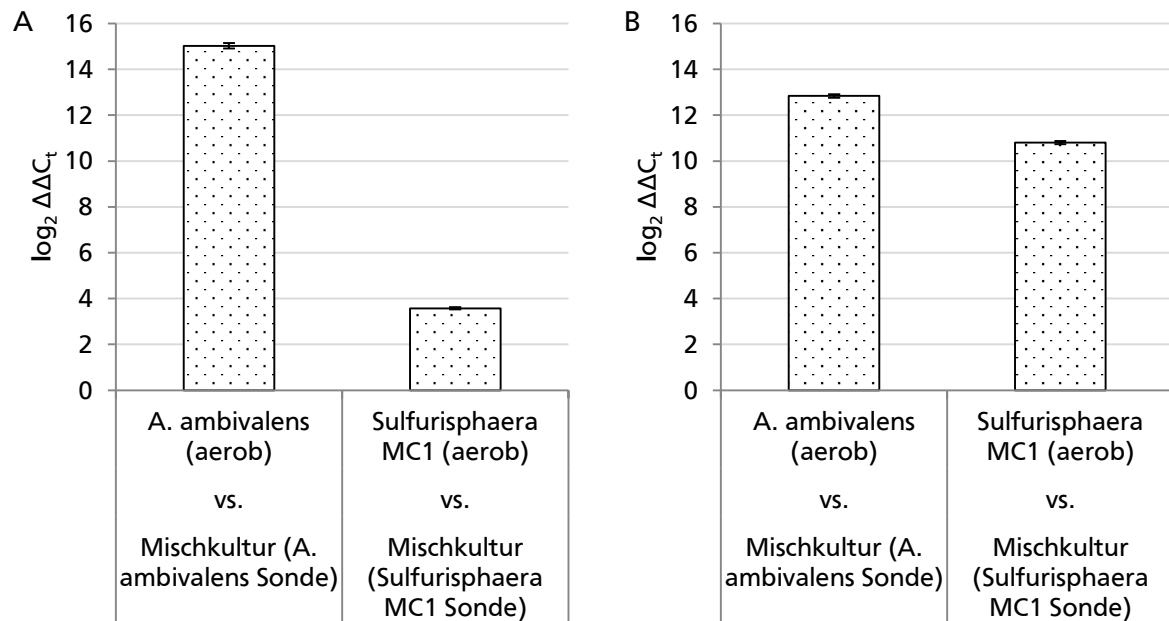 A
log₂ ΔΔCₜ
16
14
12
10
8
6
4
2
0
A. ambivalens
(aerob)
vs.
Mischkultur (A.
ambivalens Sonde)
Sulfurisphaera
MC1 (aerob)
vs.
Mischkultur
(Sulfurisphaera
MC1 Sonde)
B
log₂ ΔΔCₜ
16
14
12
10
8
6
4
2
0
A. ambivalens
(aerob)
vs.
Mischkultur (A.
ambivalens Sonde)
Sulfurisphaera
MC1 (aerob)
vs.
Mischkultur
(Sulfurisphaera
MC1 Sonde)